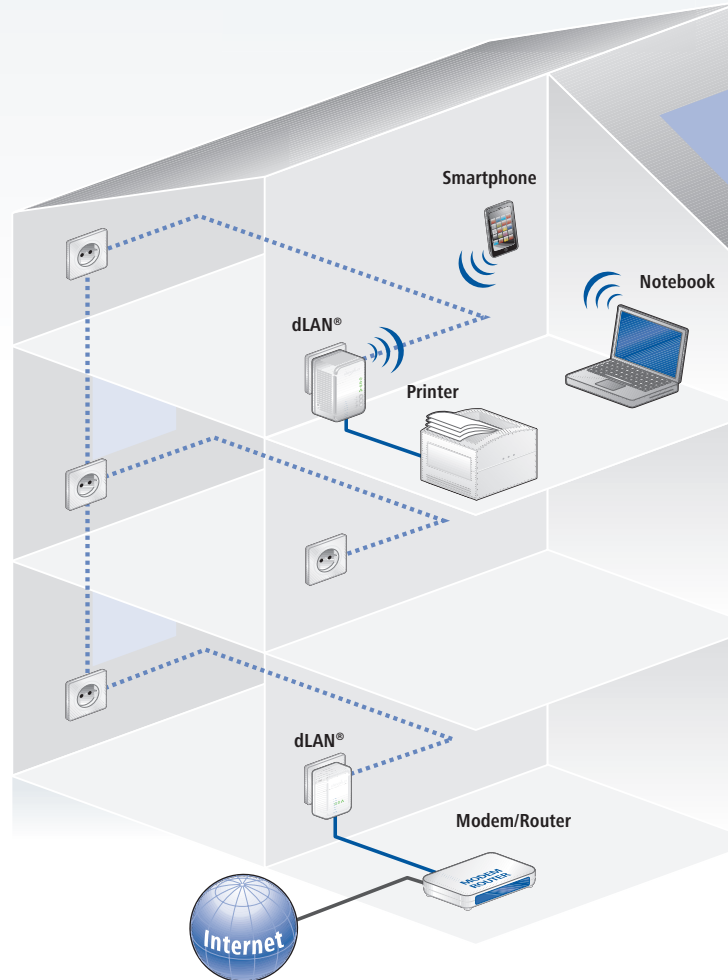 Smartphone
Notebook
dLAN®
Printer
dLAN®
Modem/Router
MODEM
ROUTER
Internet